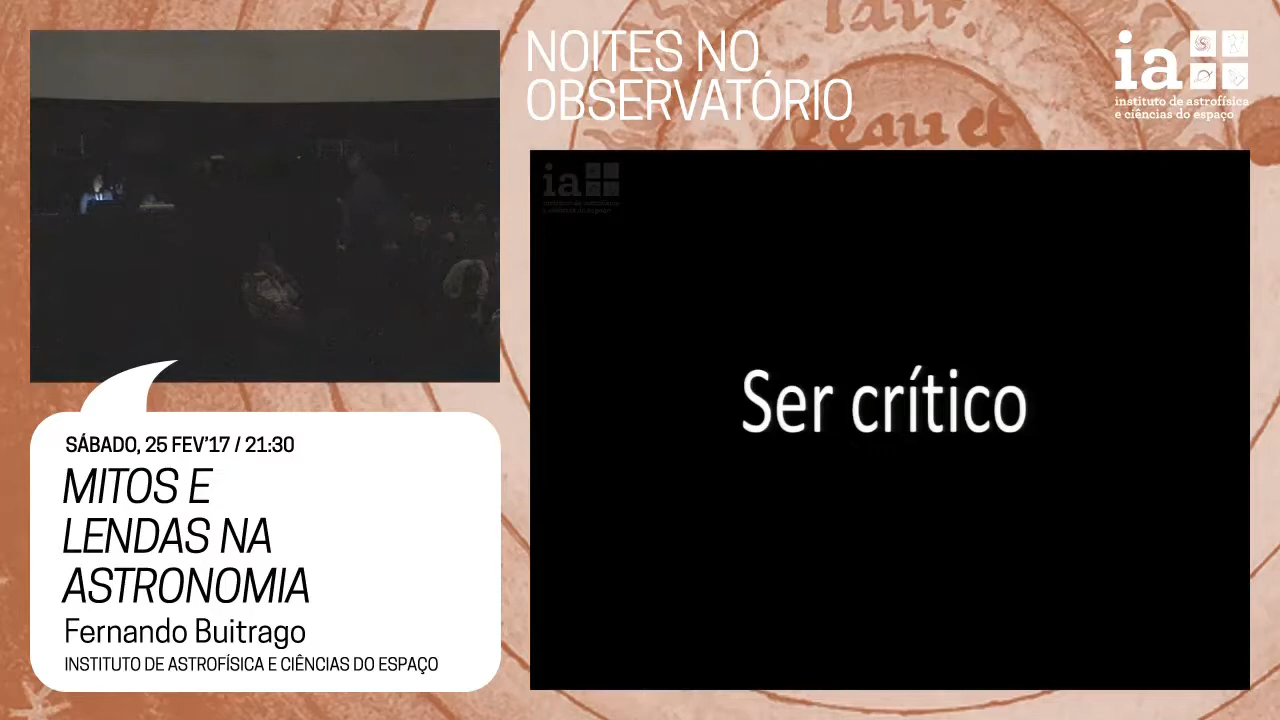 NOITES NO
OBSERVATÓRIO
ia
instituto de astrofísica
e ciências do espaço
ia
Ser crítico
SÁBADO, 25 FEV'17 / 21:30
MITOS E
LENDAS NA
ASTRONOMIA
Fernando Buitrago
INSTITUTO DE ASTROFÍSICA E CIÊNCIAS DO ESPAÇO